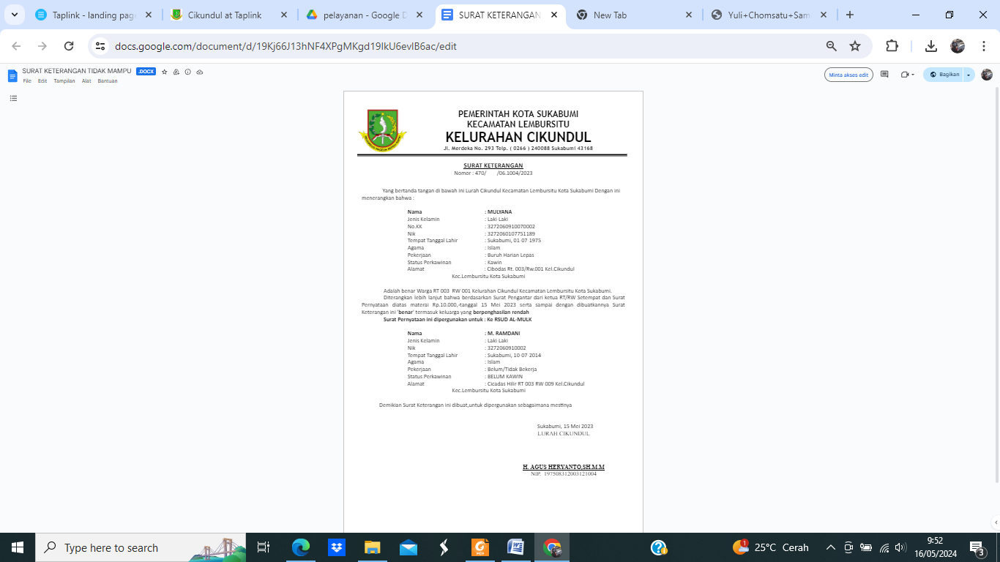 Taplink - landing pag
Cikundul at Taplink
pelayanan - Google D
SURAT KETERANGAN
New Tab
Yuli+Chomsatu+Sam
docs.google.com/document/d/19Kj66J13hNF4XPgMKgd19IkU6evlB6ac/edit
SURAT KETERANGAN TIDAK MAMPU .DOCX
File Edit Tampilan Alat Bantuan
Minta akses edit
Bagikan
PEMERINTAH KOTA SUKABUMI
KECAMATAN LEMBURSITU
KELURAHAN CIKUNDUL
Jl. Merdeka No. 293 Telp. ( 0266 ) 240088 Sukabumi 43168
SURAT KETERANGAN
Nomor : 470/ /06.1004/2023
Yang bertanda tangan di bawah ini Lurah Cikundul Kecamatan Lembursitu Kota Sukabumi Dengan ini
menerangkan bahwa :
Nama : MULYANA
Jenis Kelamin : Laki Laki
No.KK : 3272060910070002
Nik : 3272060107751189
Tempat Tanggal Lahir : Sukabumi, 01-07-1975
Agama : Islam
Pekerjaan : Buruh Harian Lepas
Status Perkawinan : Kawin
Alamat : Cibodas Rt. 003/Rw.001 Kel.Cikundul
Kec.Lembursitu Kota Sukabumi
Adalah benar Warga RT 003 RW 001 Kelurahan Cikundul Kecamatan Lembursitu Kota Sukabumi.
Diterangkan lebih lanjut bahwa berdasarkan Surat Pengantar dari ketua RT/RW Setempat dan Surat
Pernyataan diatas materai Rp.10.000,-tanggal 15 Mei 2023 serta sampai dengan dibuatkannya Surat
Keterangan ini 'benar' termasuk keluarga yang berpenghasilan rendah
Surat Pernyataan ini dipergunakan untuk : Ke RSUD AL-MULK
Nama : M. RAMDANI
Jenis Kelamin : Laki-Laki
Nik : 3272060910002
Tempat Tanggal Lahir : Sukabumi, 10-07-2014
Agama : Islam
Pekerjaan : Belum/Tidak Bekerja
Status Perkawinan : BELUM KAWIN
Alamat : Cicadas Hilir RT 003 RW 009 Kel.Cikundul
Kec.Lembursitu Kota Sukabumi
Demikian Surat Keterangan ini dibuat,untuk dipergunakan sebagaimana mestinya
Sukabumi, 15 Mei 2023
LURAH CIKUNDUL
H. AGUS HERYANTO,SH.M.M
NIP. 197508312003121004
Type here to search
25°C Cerah
9:52
16/05/2024
3